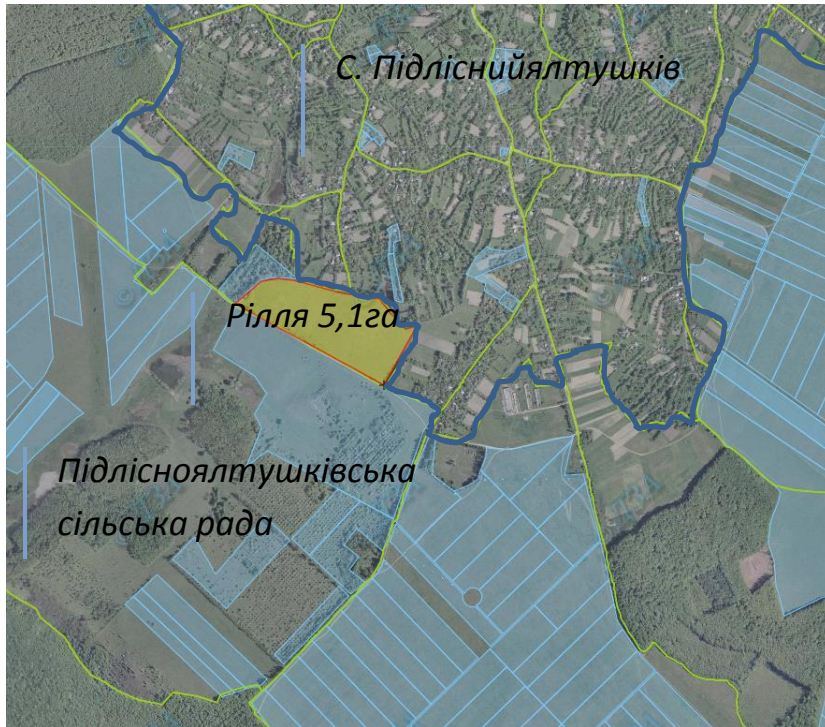 С. Підліснийялтушків
Рілля 5,1га
Підлісноялтушківська
сільська рада